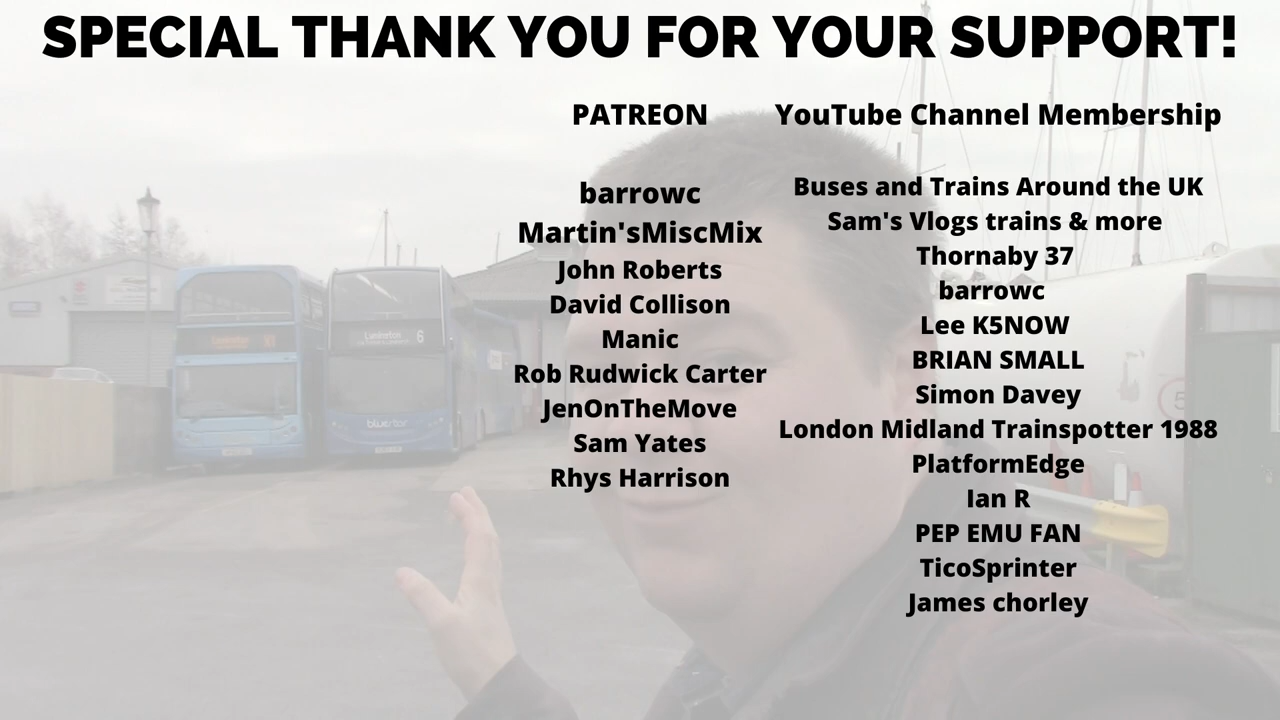 SPECIAL THANK YOU FOR YOUR SUPPORT!
PATREON
barrowc
Martin'sMiscMix
John Roberts
David Collison
Manic
Rob Rudwick Carter
JenOnTheMove
Sam Yates
Rhys Harrison
YouTube Channel Membership
Buses and Trains Around the UK
Sam's Vlogs trains & more
Thornaby 37
barrowc
Lee K5NOW
BRIAN SMALL
Simon Davey
London Midland Trainspotter 1988
PlatformEdge
Ian R
PEP EMU FAN
TicoSprinter
James chorley
6
bluestar